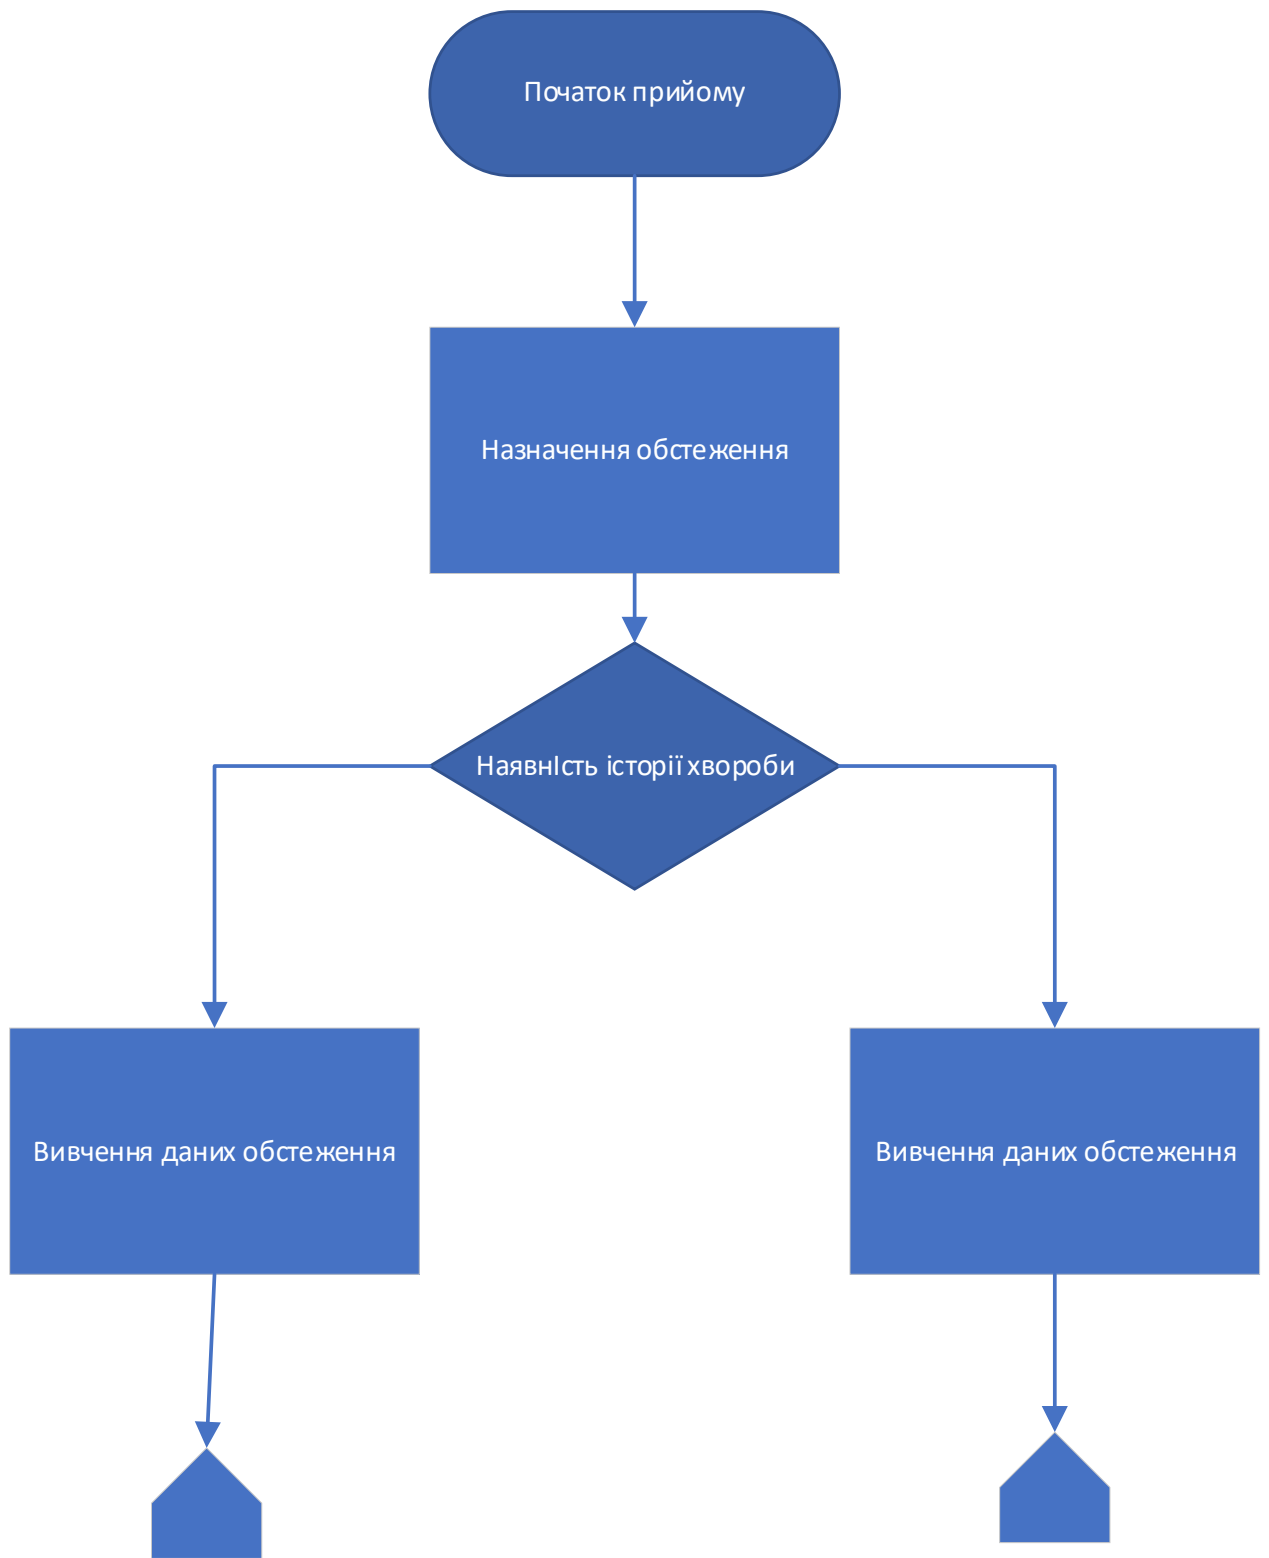 Початок прийому
Назначення обстеження
НаявнІсть історії хвороби
Вивчення даних обстеження
Вивчення даних обстеження